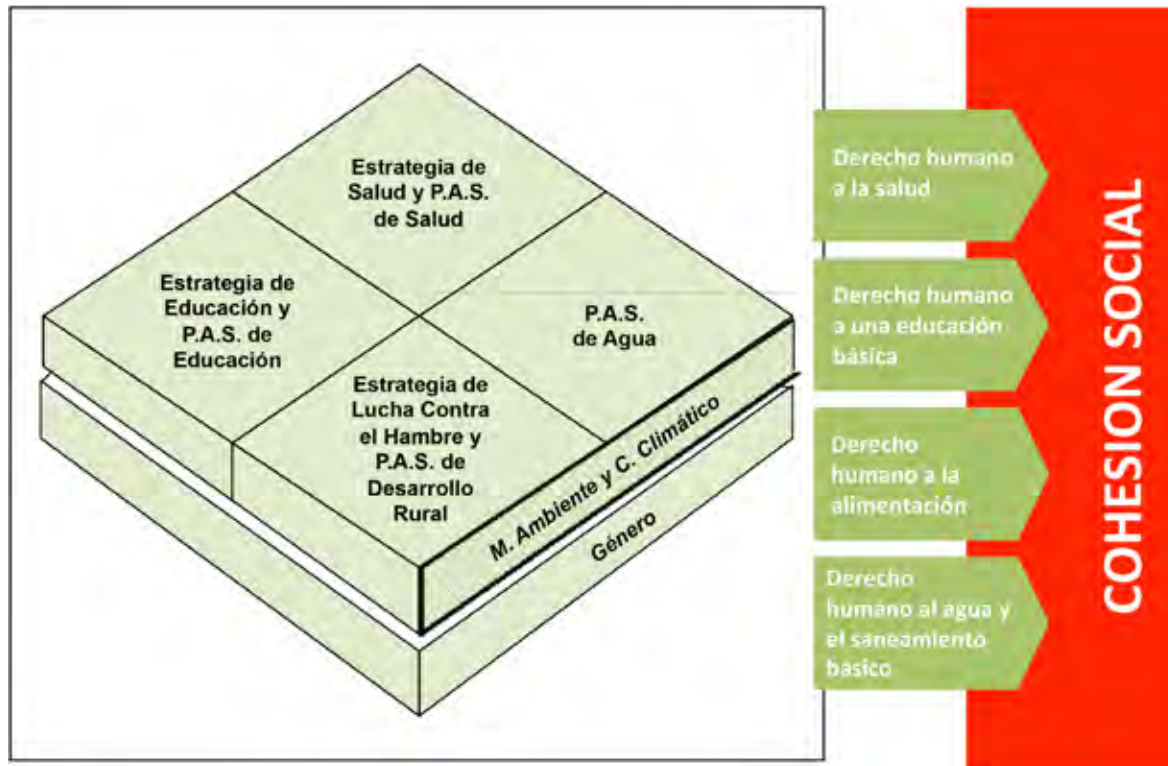 Estrategia de
Salud y P.A.S.
de Salud
Estrategia de
Educación y
P.A.S. de
Educación
P.A.S.
de Agua
Estrategia de
Lucha Contra
el Hambre y
P.A.S. de
Desarrollo
Rural
M. Ambiente y C. Climático
Género
Derecho humano
a la salud
Derecho humano
a una educación
básica
Derecho
humano a la
alimentación
Derecho
humano al agua y
el saneamiento
básico
COHESION SOCIAL